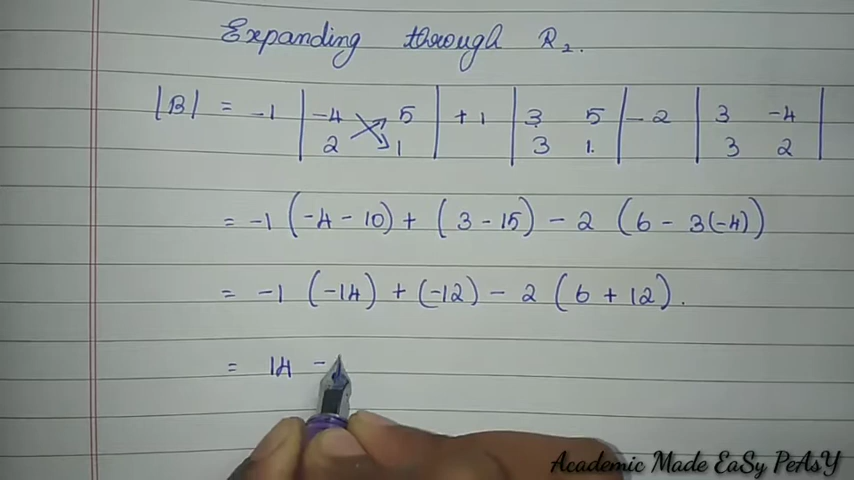 Expanding through R₂.
|B| = -1 | -4 5 | + 1 | 3 5 | - 2 | 3 -4 |
2 1 3 1. 3 2
= -1 (-4 - 10) + (3 - 15) - 2 (6 - 3(-4))
= -1 (-14) + (-12) - 2 (6 + 12).
= 14 -
Academic Made EaSy PeAsY